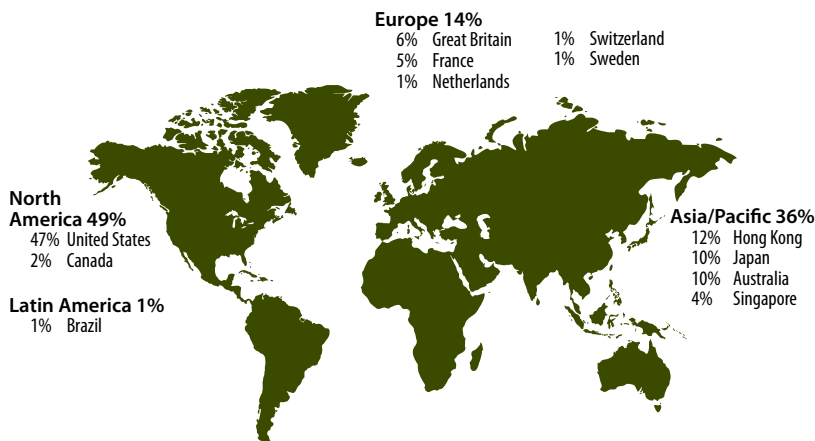 Europe 14%
6% Great Britain
5% France
1% Netherlands
1% Switzerland
1% Sweden
North
America 49%
47% United States
2% Canada
Latin America 1%
1% Brazil
Asia/Pacific 36%
12% Hong Kong
10% Japan
10% Australia
4% Singapore